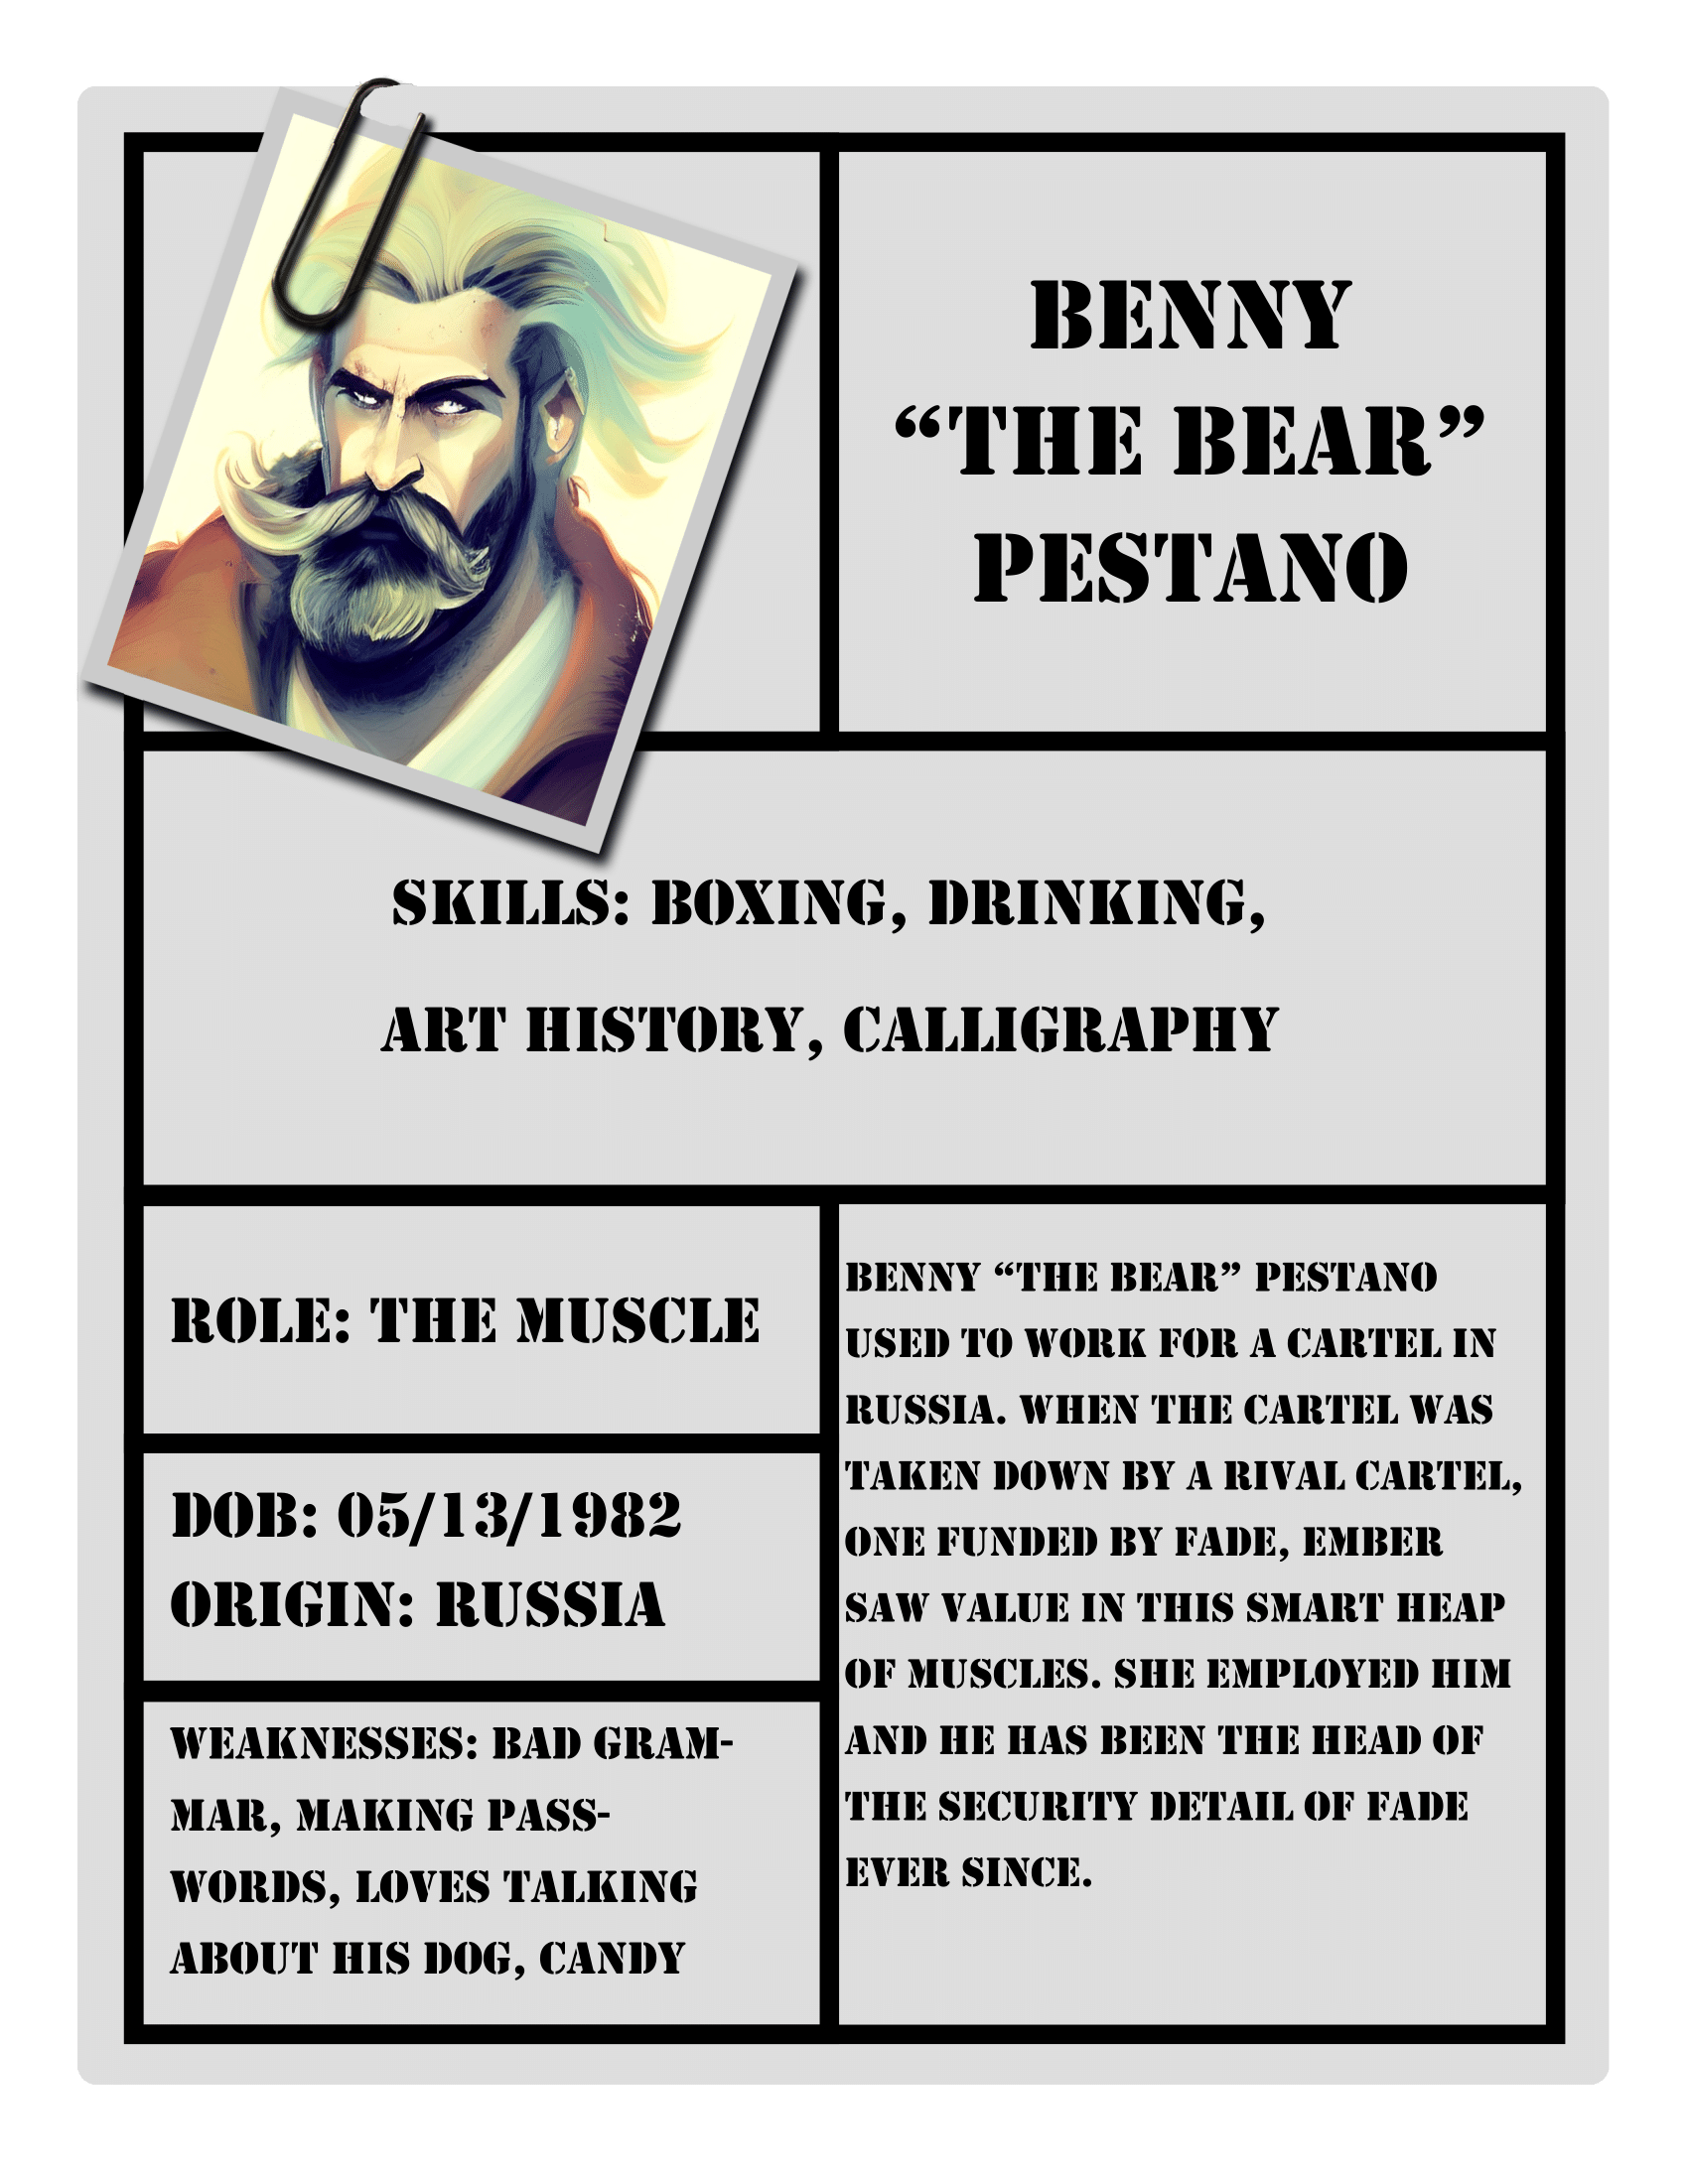 BENNY
“THE BEAR”
PESTANO
SKILLS: BOXING, DRINKING,
ART HISTORY, CALLIGRAPHY
ROLE: THE MUSCLE
DOB: 05/13/1982
ORIGIN: RUSSIA
WEAKNESSES: BAD GRAM-
MAR, MAKING PASS-
WORDS, LOVES TALKING
ABOUT HIS DOG, CANDY
BENNY “THE BEAR” PESTANO
USED TO WORK FOR A CARTEL IN
RUSSIA. WHEN THE CARTEL WAS
TAKEN DOWN BY A RIVAL CARTEL,
ONE FUNDED BY FADE, EMBER
SAW VALUE IN THIS SMART HEAP
OF MUSCLES. SHE EMPLOYED HIM
AND HE HAS BEEN THE HEAD OF
THE SECURITY DETAIL OF FADE
EVER SINCE.